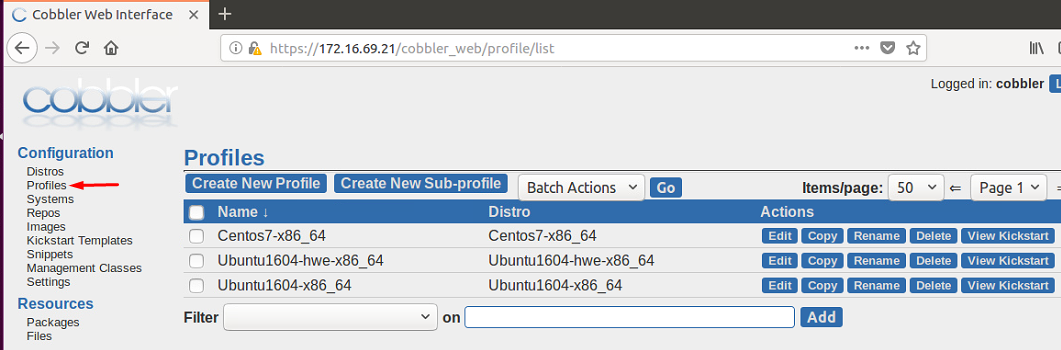 Cobbler Web Interface
https://172.16.69.21/cobbler_web/profile/list
Logged in: cobbler
cobbler
Configuration
Distros
Profiles
Systems
Repos
Images
Kickstart Templates
Snippets
Management Classes
Settings
Resources
Packages
Files
Profiles
Create New Profile Create New Sub-profile Batch Actions Go Items/page: 50 ⇐ Page 1
Name ↓ Distro Actions
Centos7-x86_64 Centos7-x86_64 Edit Copy Rename Delete View Kickstart
Ubuntu1604-hwe-x86_64 Ubuntu1604-hwe-x86_64 Edit Copy Rename Delete View Kickstart
Ubuntu1604-x86_64 Ubuntu1604-x86_64 Edit Copy Rename Delete View Kickstart
Filter on Add